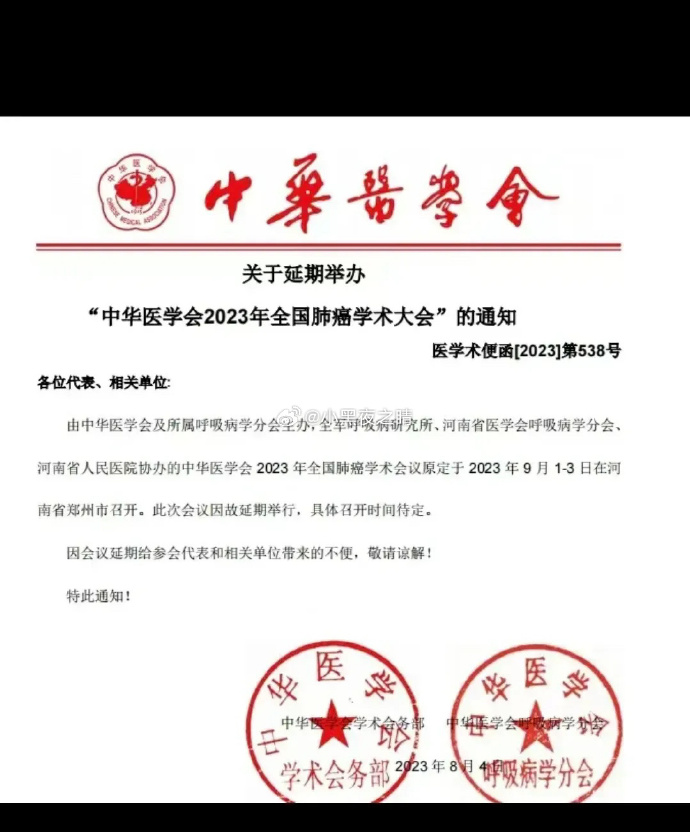 中华医学会
CHINESE MEDICAL ASSOCIATION
中華醫學會
关于延期举办
“中华医学会2023年全国肺癌学术大会”的通知
医学术便函[2023]第538号
各位代表、相关单位:
由中华医学会及所属呼吸病学分会主办,全军呼吸病研究所、河南省医学会呼吸病学分会、
@小黑夜之晴
河南省人民医院协办的中华医学会 2023 年全国肺癌学术会议原定于 2023 年 9 月 1-3 日在河
南省郑州市召开。此次会议因故延期举行，具体召开时间待定。
因会议延期给参会代表和相关单位带来的不便，敬请谅解！
特此通知！
中华医学会
中华医学会
中华医学会学术会务部 中华医学会呼吸病学分会
2023 年 8 月 4 日
学术会务部
呼吸病学分会